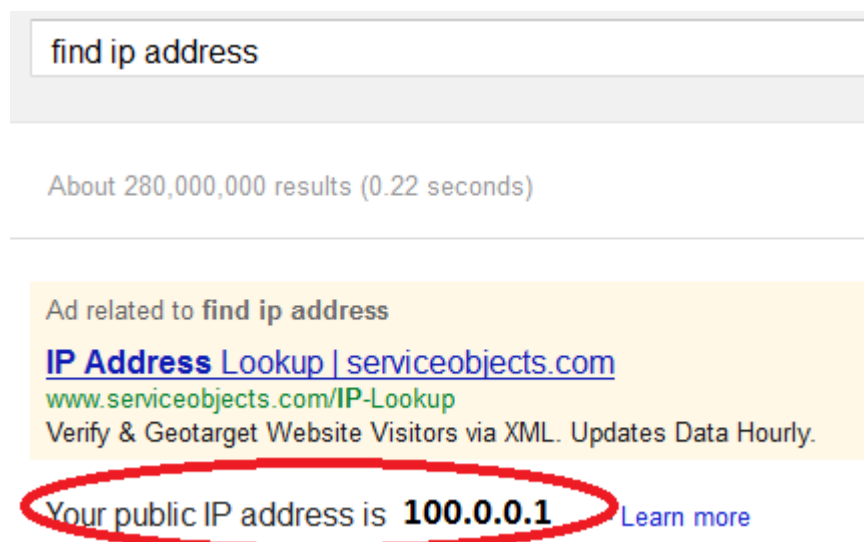 find ip address
About 280,000,000 results (0.22 seconds)
Ad related to find ip address
IP Address Lookup | serviceobjects.com
www.serviceobjects.com/IP-Lookup
Verify & Geotarget Website Visitors via XML. Updates Data Hourly.
Your public IP address is 100.0.0.1 Learn more